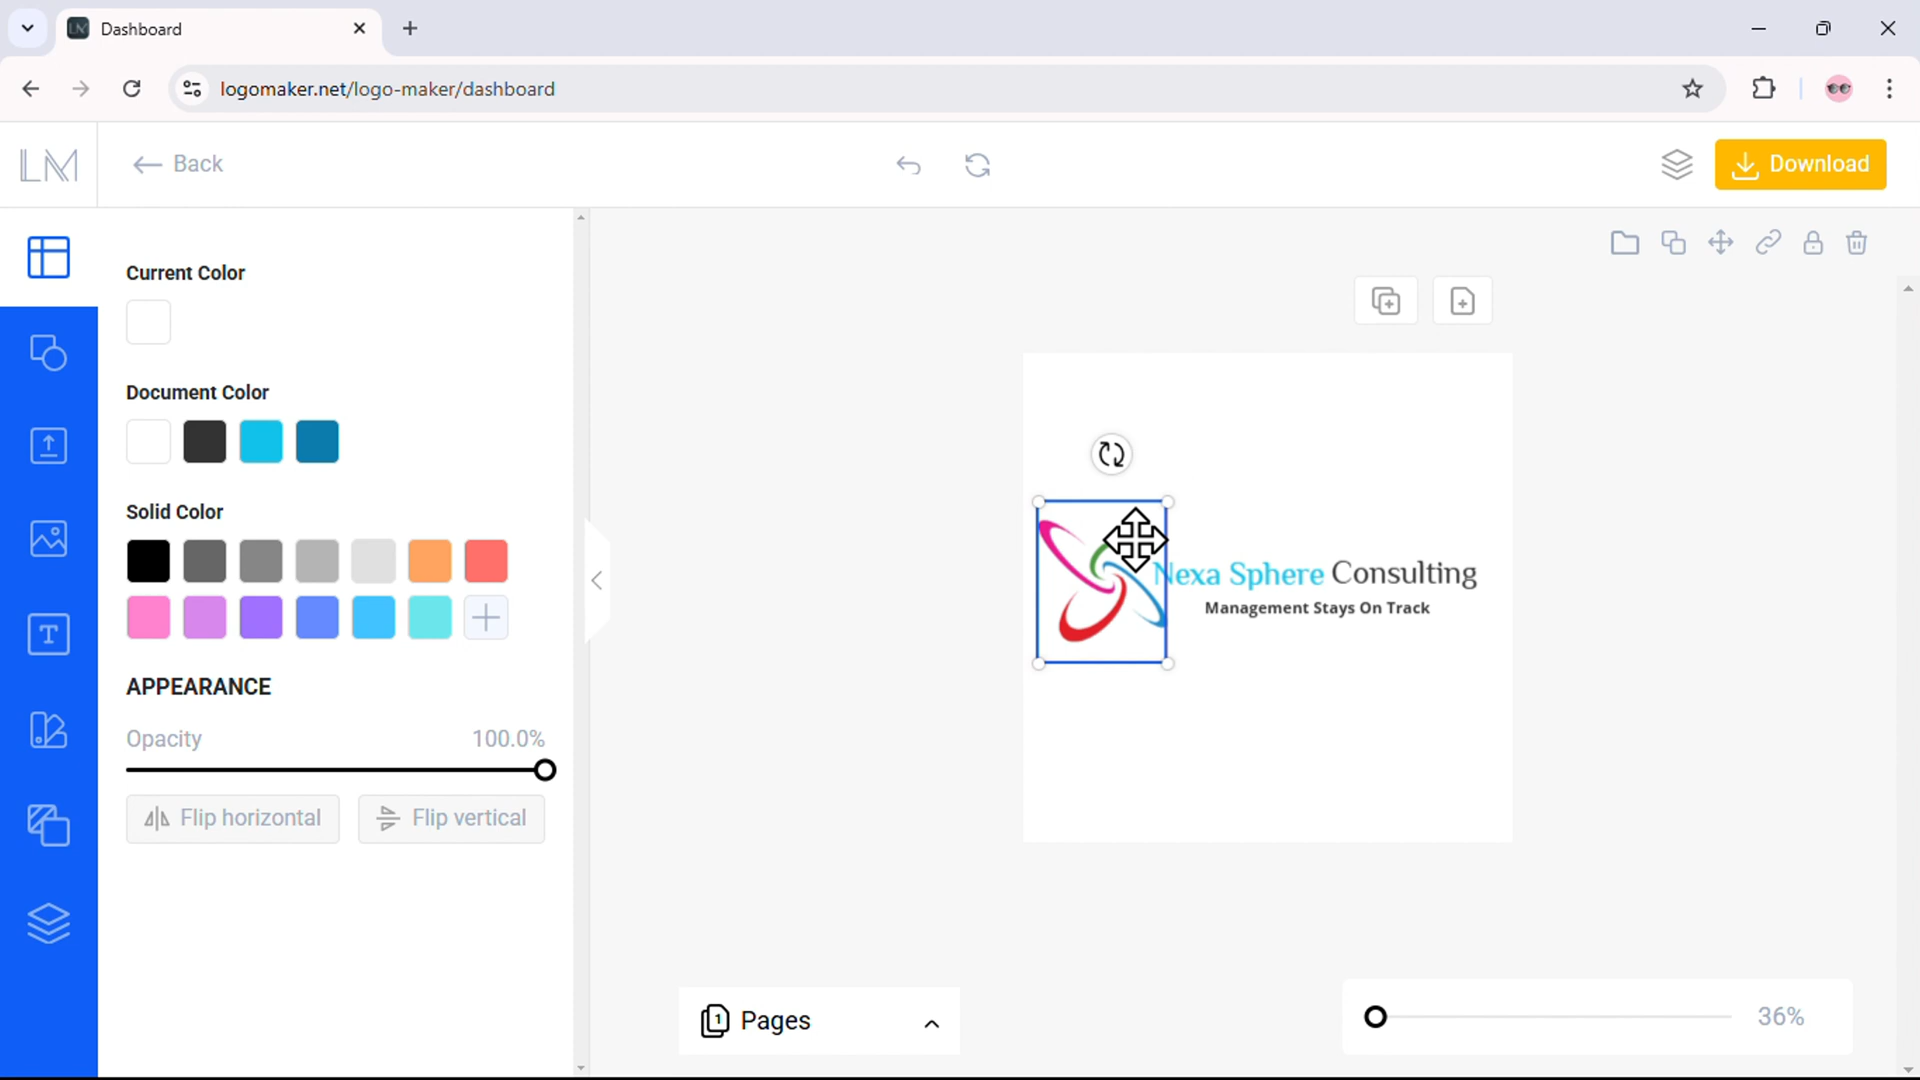 Dashboard
logomaker.net/logo-maker/dashboard
LM
Back
Download
Current Color
Document Color
Solid Color
APPEARANCE
Opacity 100.0%
Flip horizontal
Flip vertical
Nexa Sphere Consulting
Management Stays On Track
1 Pages
36%